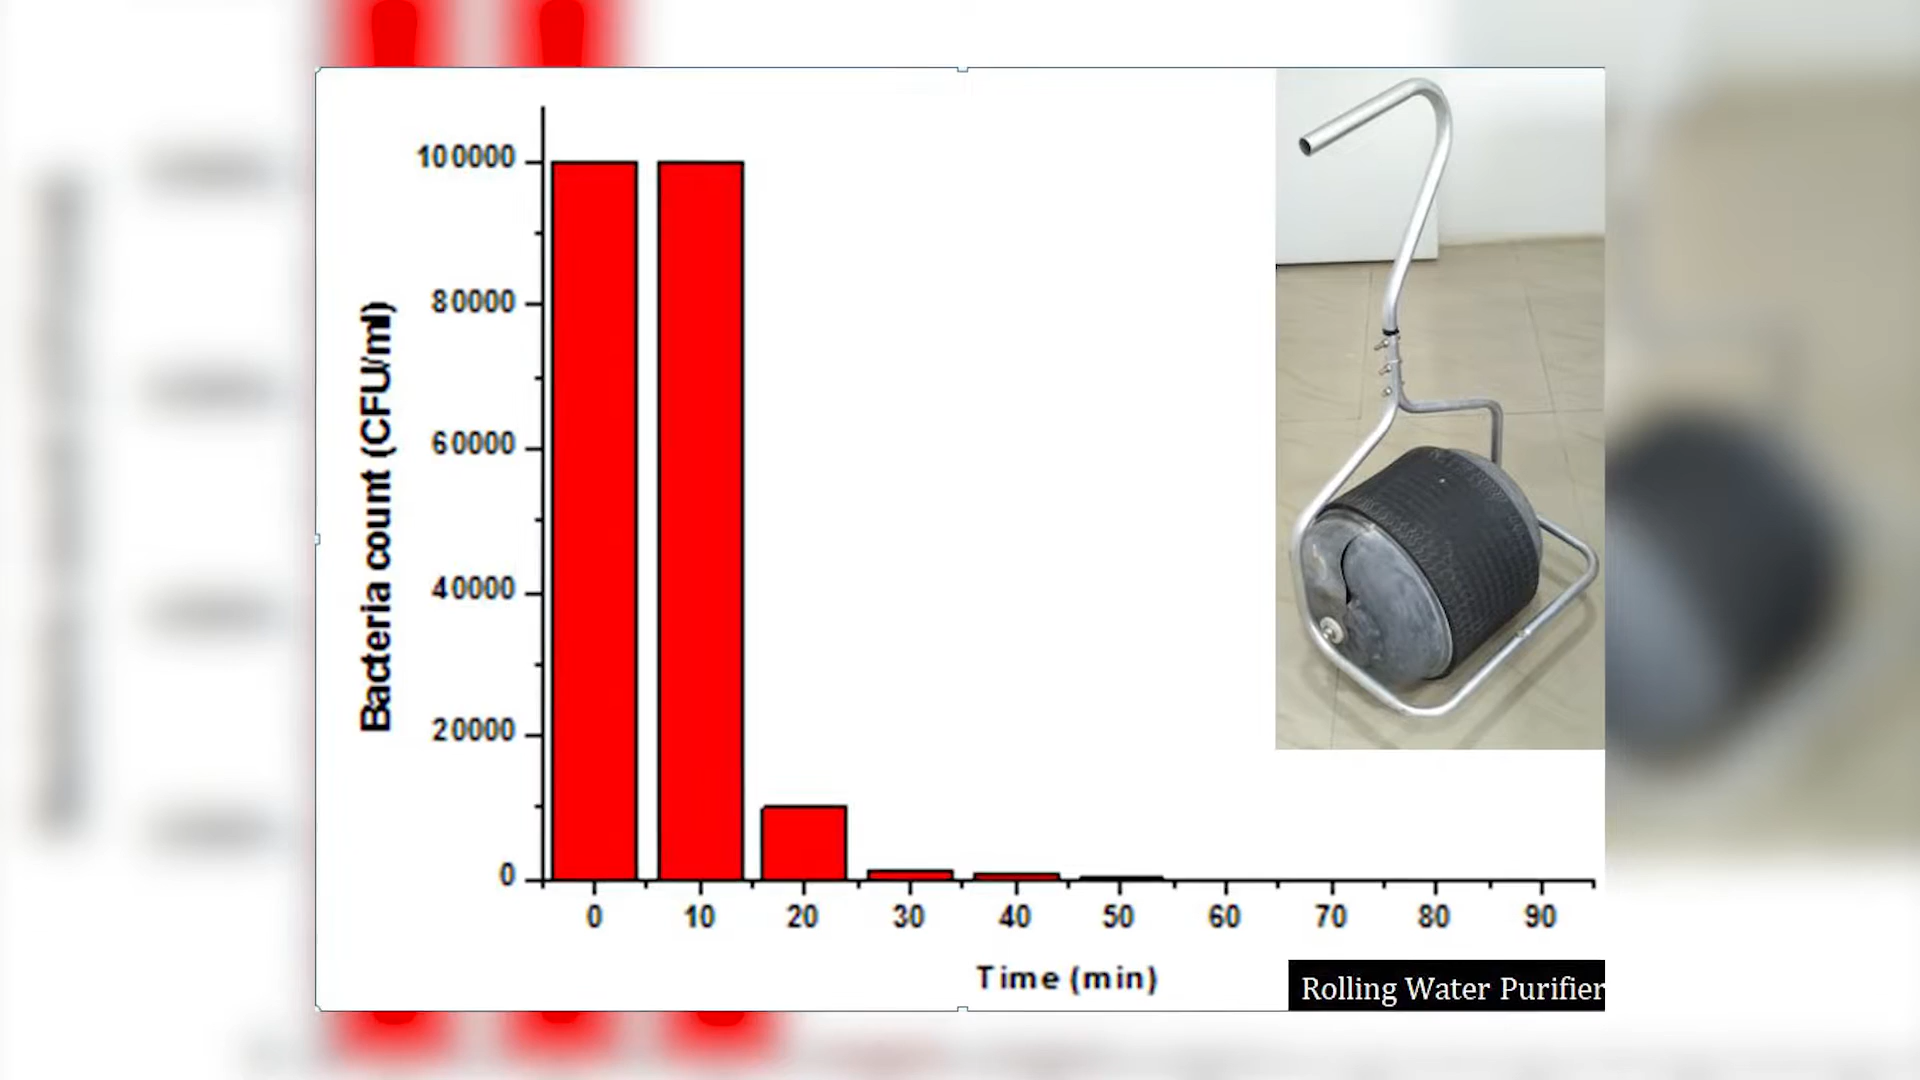 Bacteria count (CFU/ml)
100000
80000
60000
40000
20000
0
0 10 20 30 40 50 60 70 80 90
Time (min)
Rolling Water Purifier